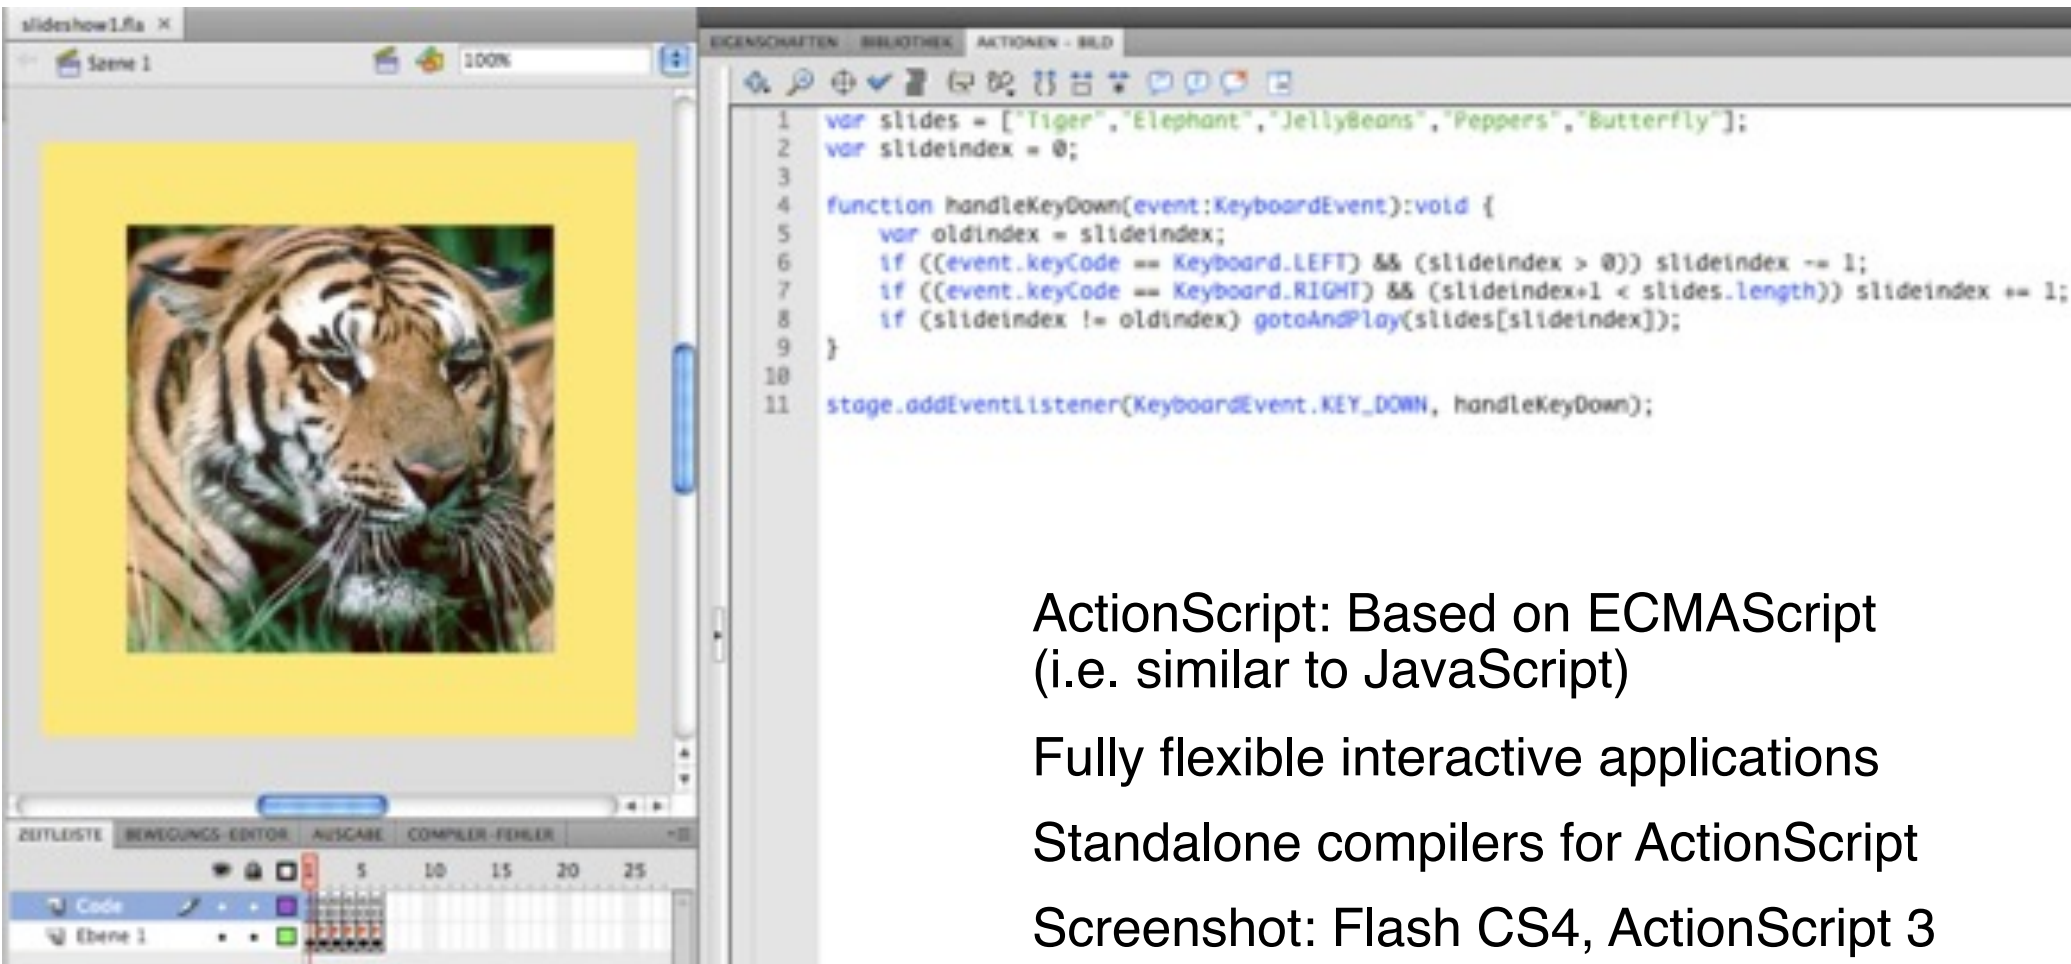 slideshow1.fla ×
Szene 1
100%
EIGENSCHAFTEN BIBLIOTHEK AKTIONEN - BILD
1 var slides = ["Tiger","Elephant","JellyBeans","Peppers","Butterfly"];
2 var slideindex = 0;
3
4 function handleKeyDown(event:KeyboardEvent):void {
5 var oldindex = slideindex;
6 if ((event.keyCode == Keyboard.LEFT) && (slideindex > 0)) slideindex -= 1;
7 if ((event.keyCode == Keyboard.RIGHT) && (slideindex+1 < slides.length)) slideindex += 1;
8 if (slideindex != oldindex) gotoAndPlay(slides[slideindex]);
9 }
10
11 stage.addEventListener(KeyboardEvent.KEY_DOWN, handleKeyDown);
ActionScript: Based on ECMAScript
(i.e. similar to JavaScript)
Fully flexible interactive applications
Standalone compilers for ActionScript
Screenshot: Flash CS4, ActionScript 3
ZEITLEISTE BEWEGUNGS-EDITOR AUSGABE COMPILER-FEHLER
1 5 10 15 20 25
Code
Ebene 1